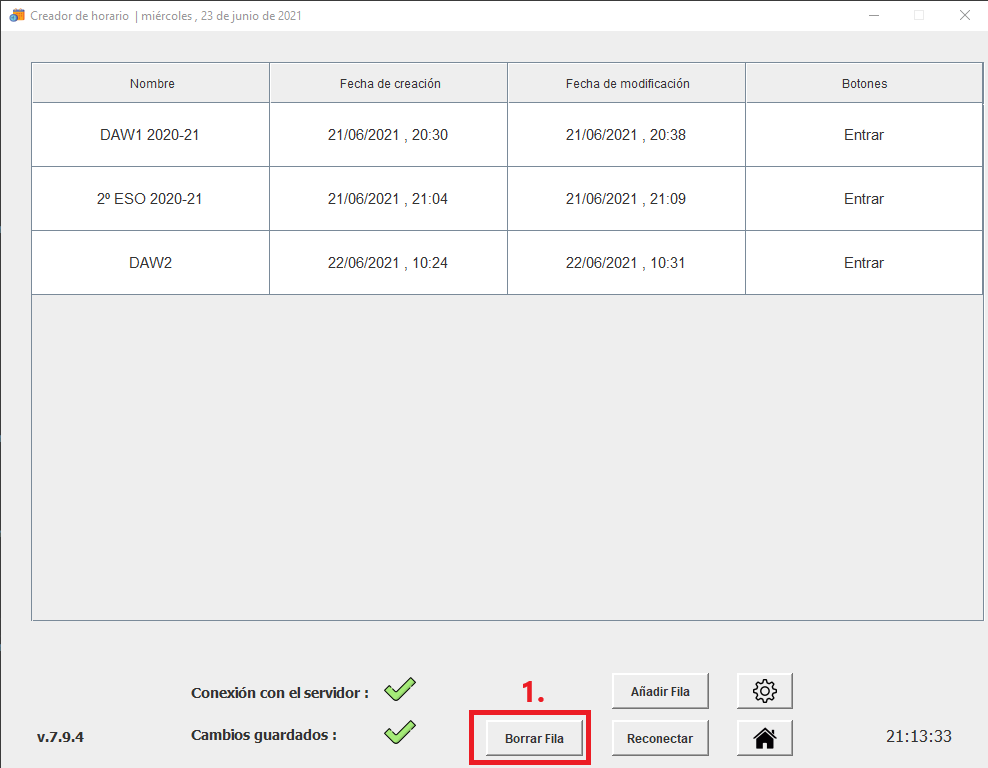 Creador de horario | miércoles , 23 de junio de 2021
Nombre Fecha de creación Fecha de modificación Botones
DAW1 2020-21 21/06/2021 , 20:30 21/06/2021 , 20:38 Entrar
2º ESO 2020-21 21/06/2021 , 21:04 21/06/2021 , 21:09 Entrar
DAW2 22/06/2021 , 10:24 22/06/2021 , 10:31 Entrar
Conexión con el servidor : 1. Añadir Fila
v.7.9.4 Cambios guardados : Borrar Fila Reconectar 21:13:33